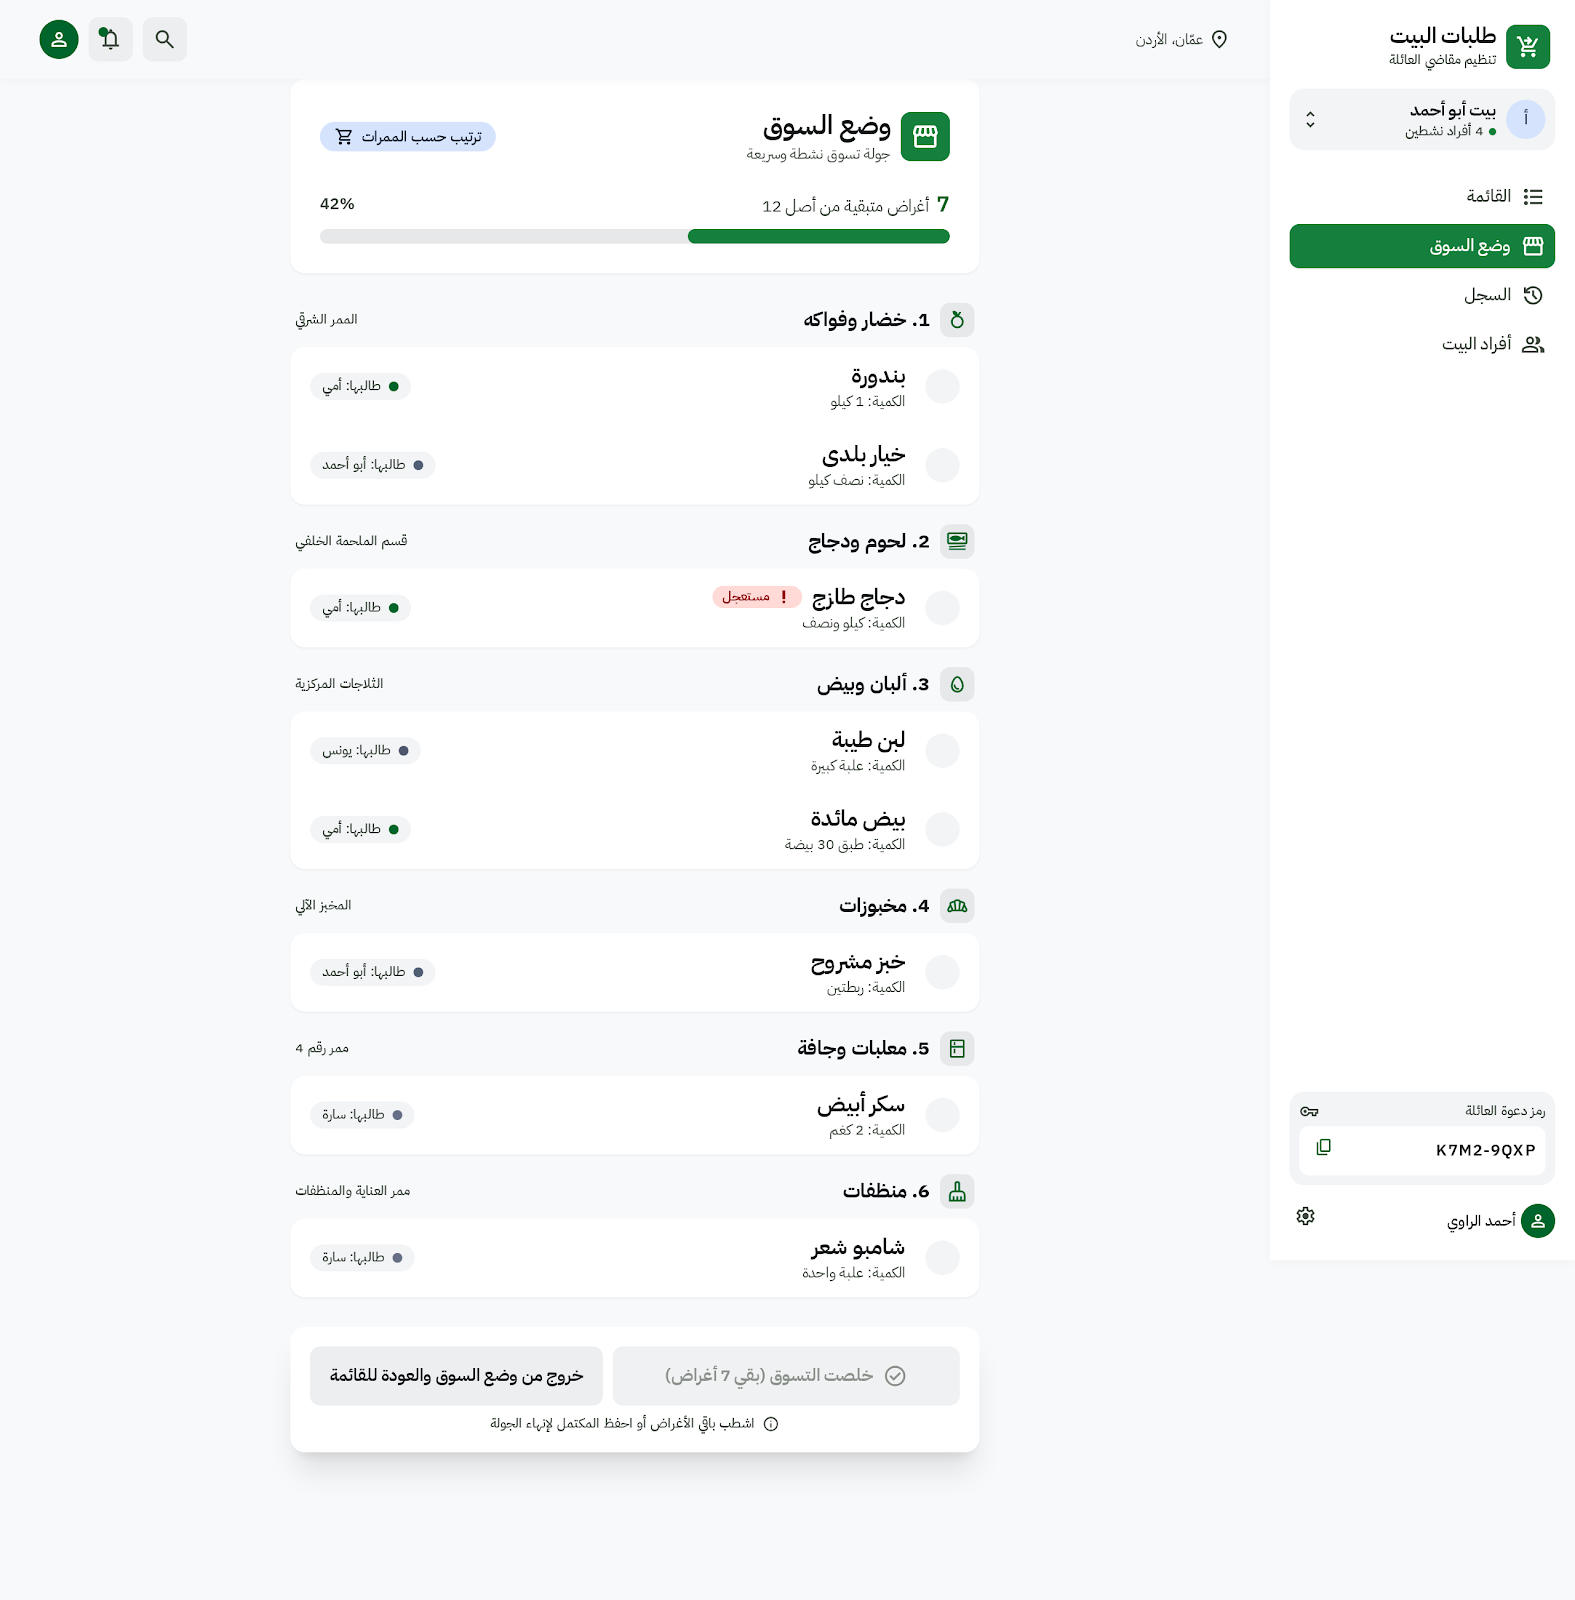 طلبات البيت
تنظيم مقاضي العائلة
بيت أبو أحمد
4 أفراد نشطين
القائمة
وضع السوق
السجل
أفراد البيت
رمز دعوة العائلة
K7M2-9QXP
أحمد الراوي
عمّان، الأردن
وضع السوق
جولة تسوق نشطة وسريعة
ترتيب حسب الممرات
7 أغراض متبقية من أصل 12
42%
1. خضار وفواكه
الممر الشرقي
بندورة
الكمية: 1 كيلو
طالبها: أمي
خيار بلدي
الكمية: نصف كيلو
طالبها: أبو أحمد
2. لحوم ودجاج
قسم الملحمة الخلفي
دجاج طازج
مستعجل
الكمية: كيلو ونصف
طالبها: أمي
3. ألبان وبيض
الثلاجات المركزية
لبن طيبة
الكمية: علبة كبيرة
طالبها: يونس
بيض مائدة
الكمية: طبق 30 بيضة
طالبها: أمي
4. مخبوزات
المخبز الآلي
خبز مشروح
الكمية: ربطتين
طالبها: أبو أحمد
5. معلبات وجافة
ممر رقم 4
سكر أبيض
الكمية: 2 كغم
طالبها: سارة
6. منظفات
ممر العناية والمنظفات
شامبو شعر
الكمية: علبة واحدة
طالبها: سارة
خلصت التسوق (بقي 7 أغراض)
خروج من وضع السوق والعودة للقائمة
اشطب باقي الأغراض أو احفظ المكتمل لإنهاء الجولة